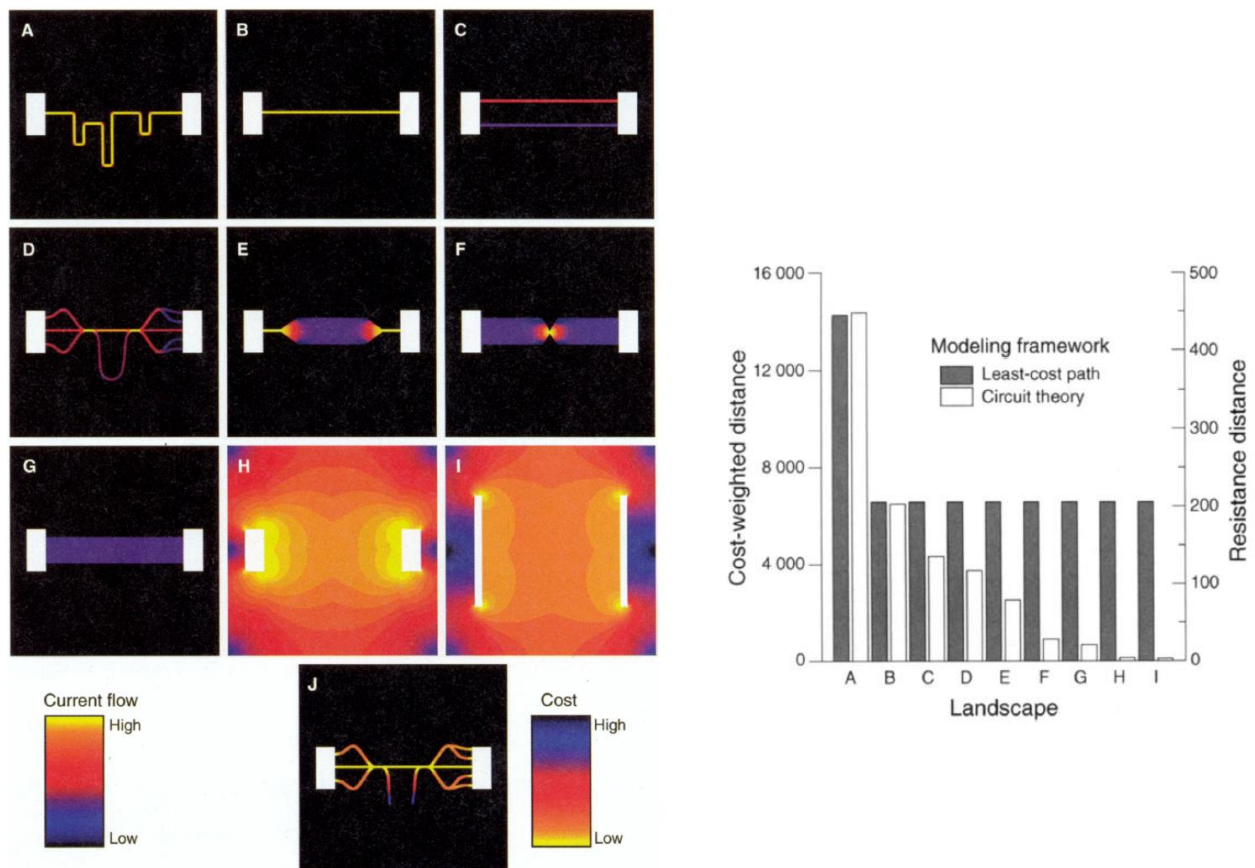 A
B
C
D
E
F
G
H
I
J
Current flow
High
Low
Cost
High
Low
16 000
12 000
8 000
4 000
0
Cost-weighted distance
Modeling framework
Least-cost path
Circuit theory
500
400
300
200
100
0
Resistance distance
A B C D E F G H I
Landscape